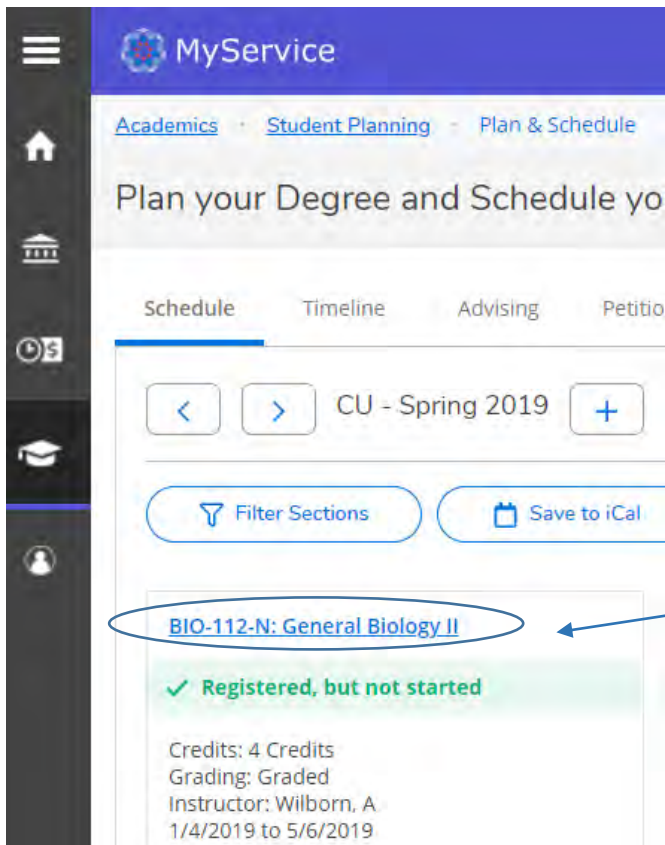 MyService
Academics · Student Planning · Plan & Schedule
Plan your Degree and Schedule yo
Schedule Timeline Advising Petitio
CU - Spring 2019
Filter Sections Save to iCal
BIO-112-N: General Biology II
Registered, but not started
Credits: 4 Credits
Grading: Graded
Instructor: Wilborn, A
1/4/2019 to 5/6/2019